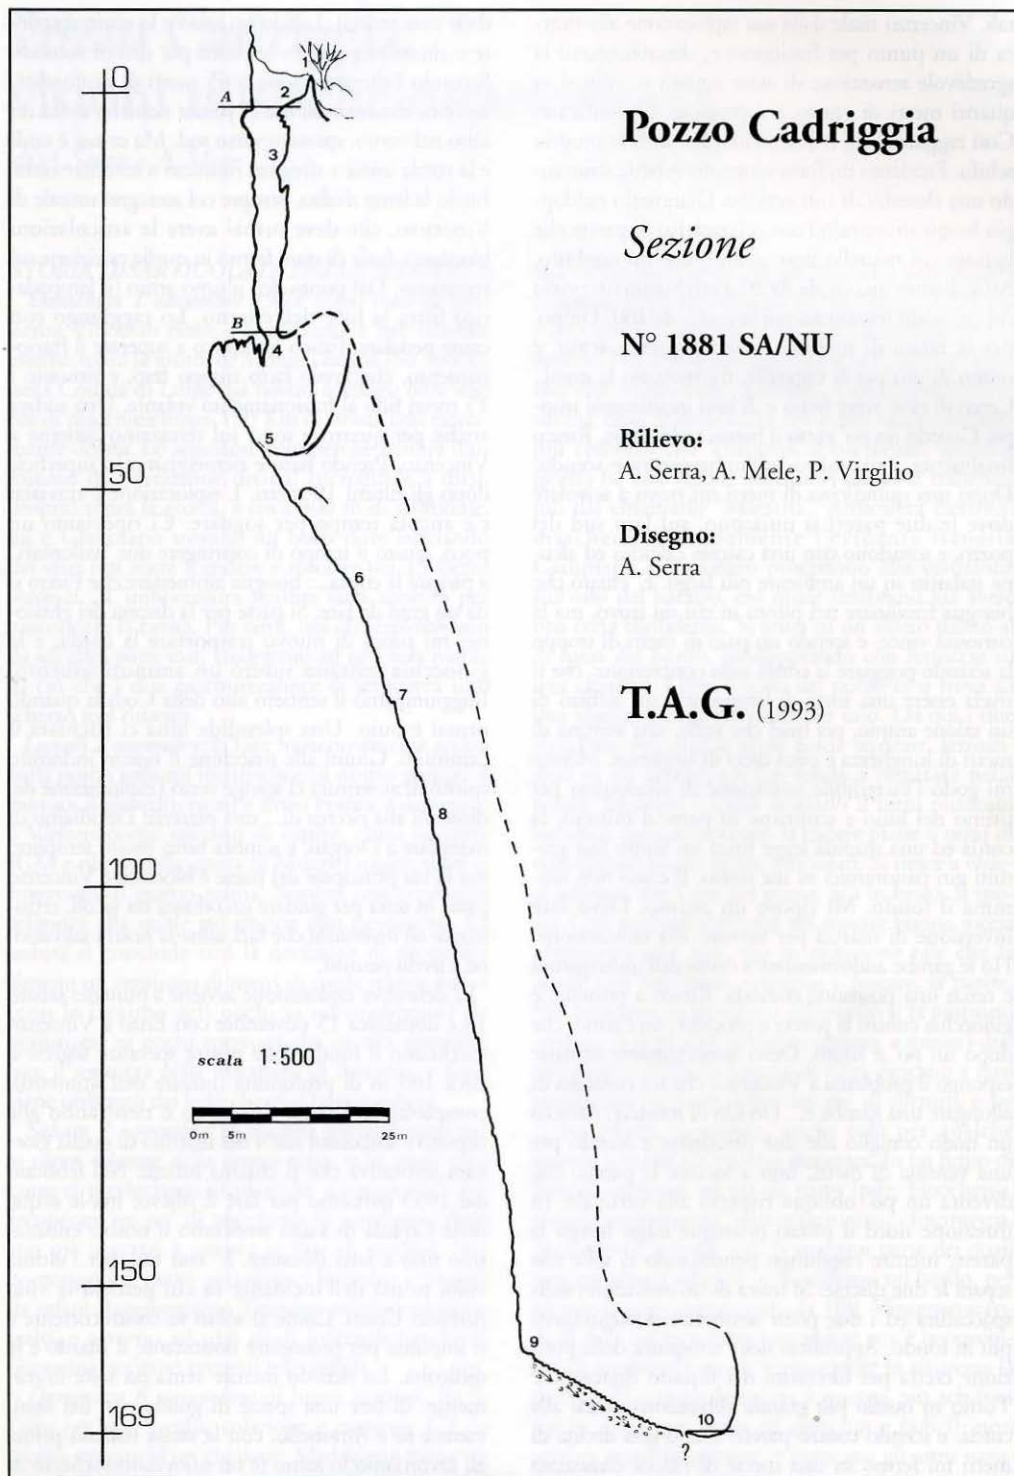 0
1
2
A
3
B
4
5
50
6
7
8
100
150
9
10
169
?
scala 1:500
0m 5m 25m
Pozzo Cadriggia
Sezione
N° 1881 SA/NU
Rilievo:
A. Serra, A. Mele, P. Virgilio
Disegno:
A. Serra
T.A.G. (1993)